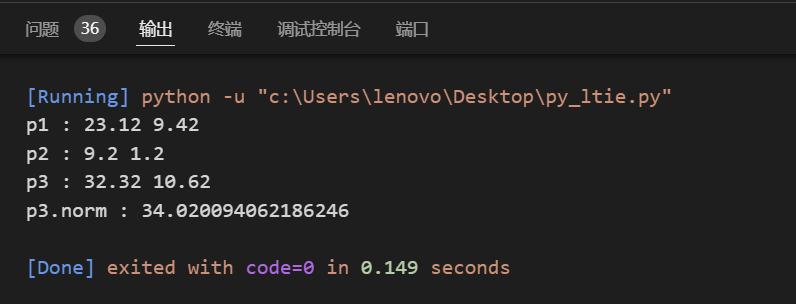 问题 36 输出 终端 调试控制台 端口
[Running] python -u "c:\Users\lenovo\Desktop\py_ltie.py"
p1 : 23.12 9.42
p2 : 9.2 1.2
p3 : 32.32 10.62
p3.norm : 34.020094062186246
[Done] exited with code=0 in 0.149 seconds